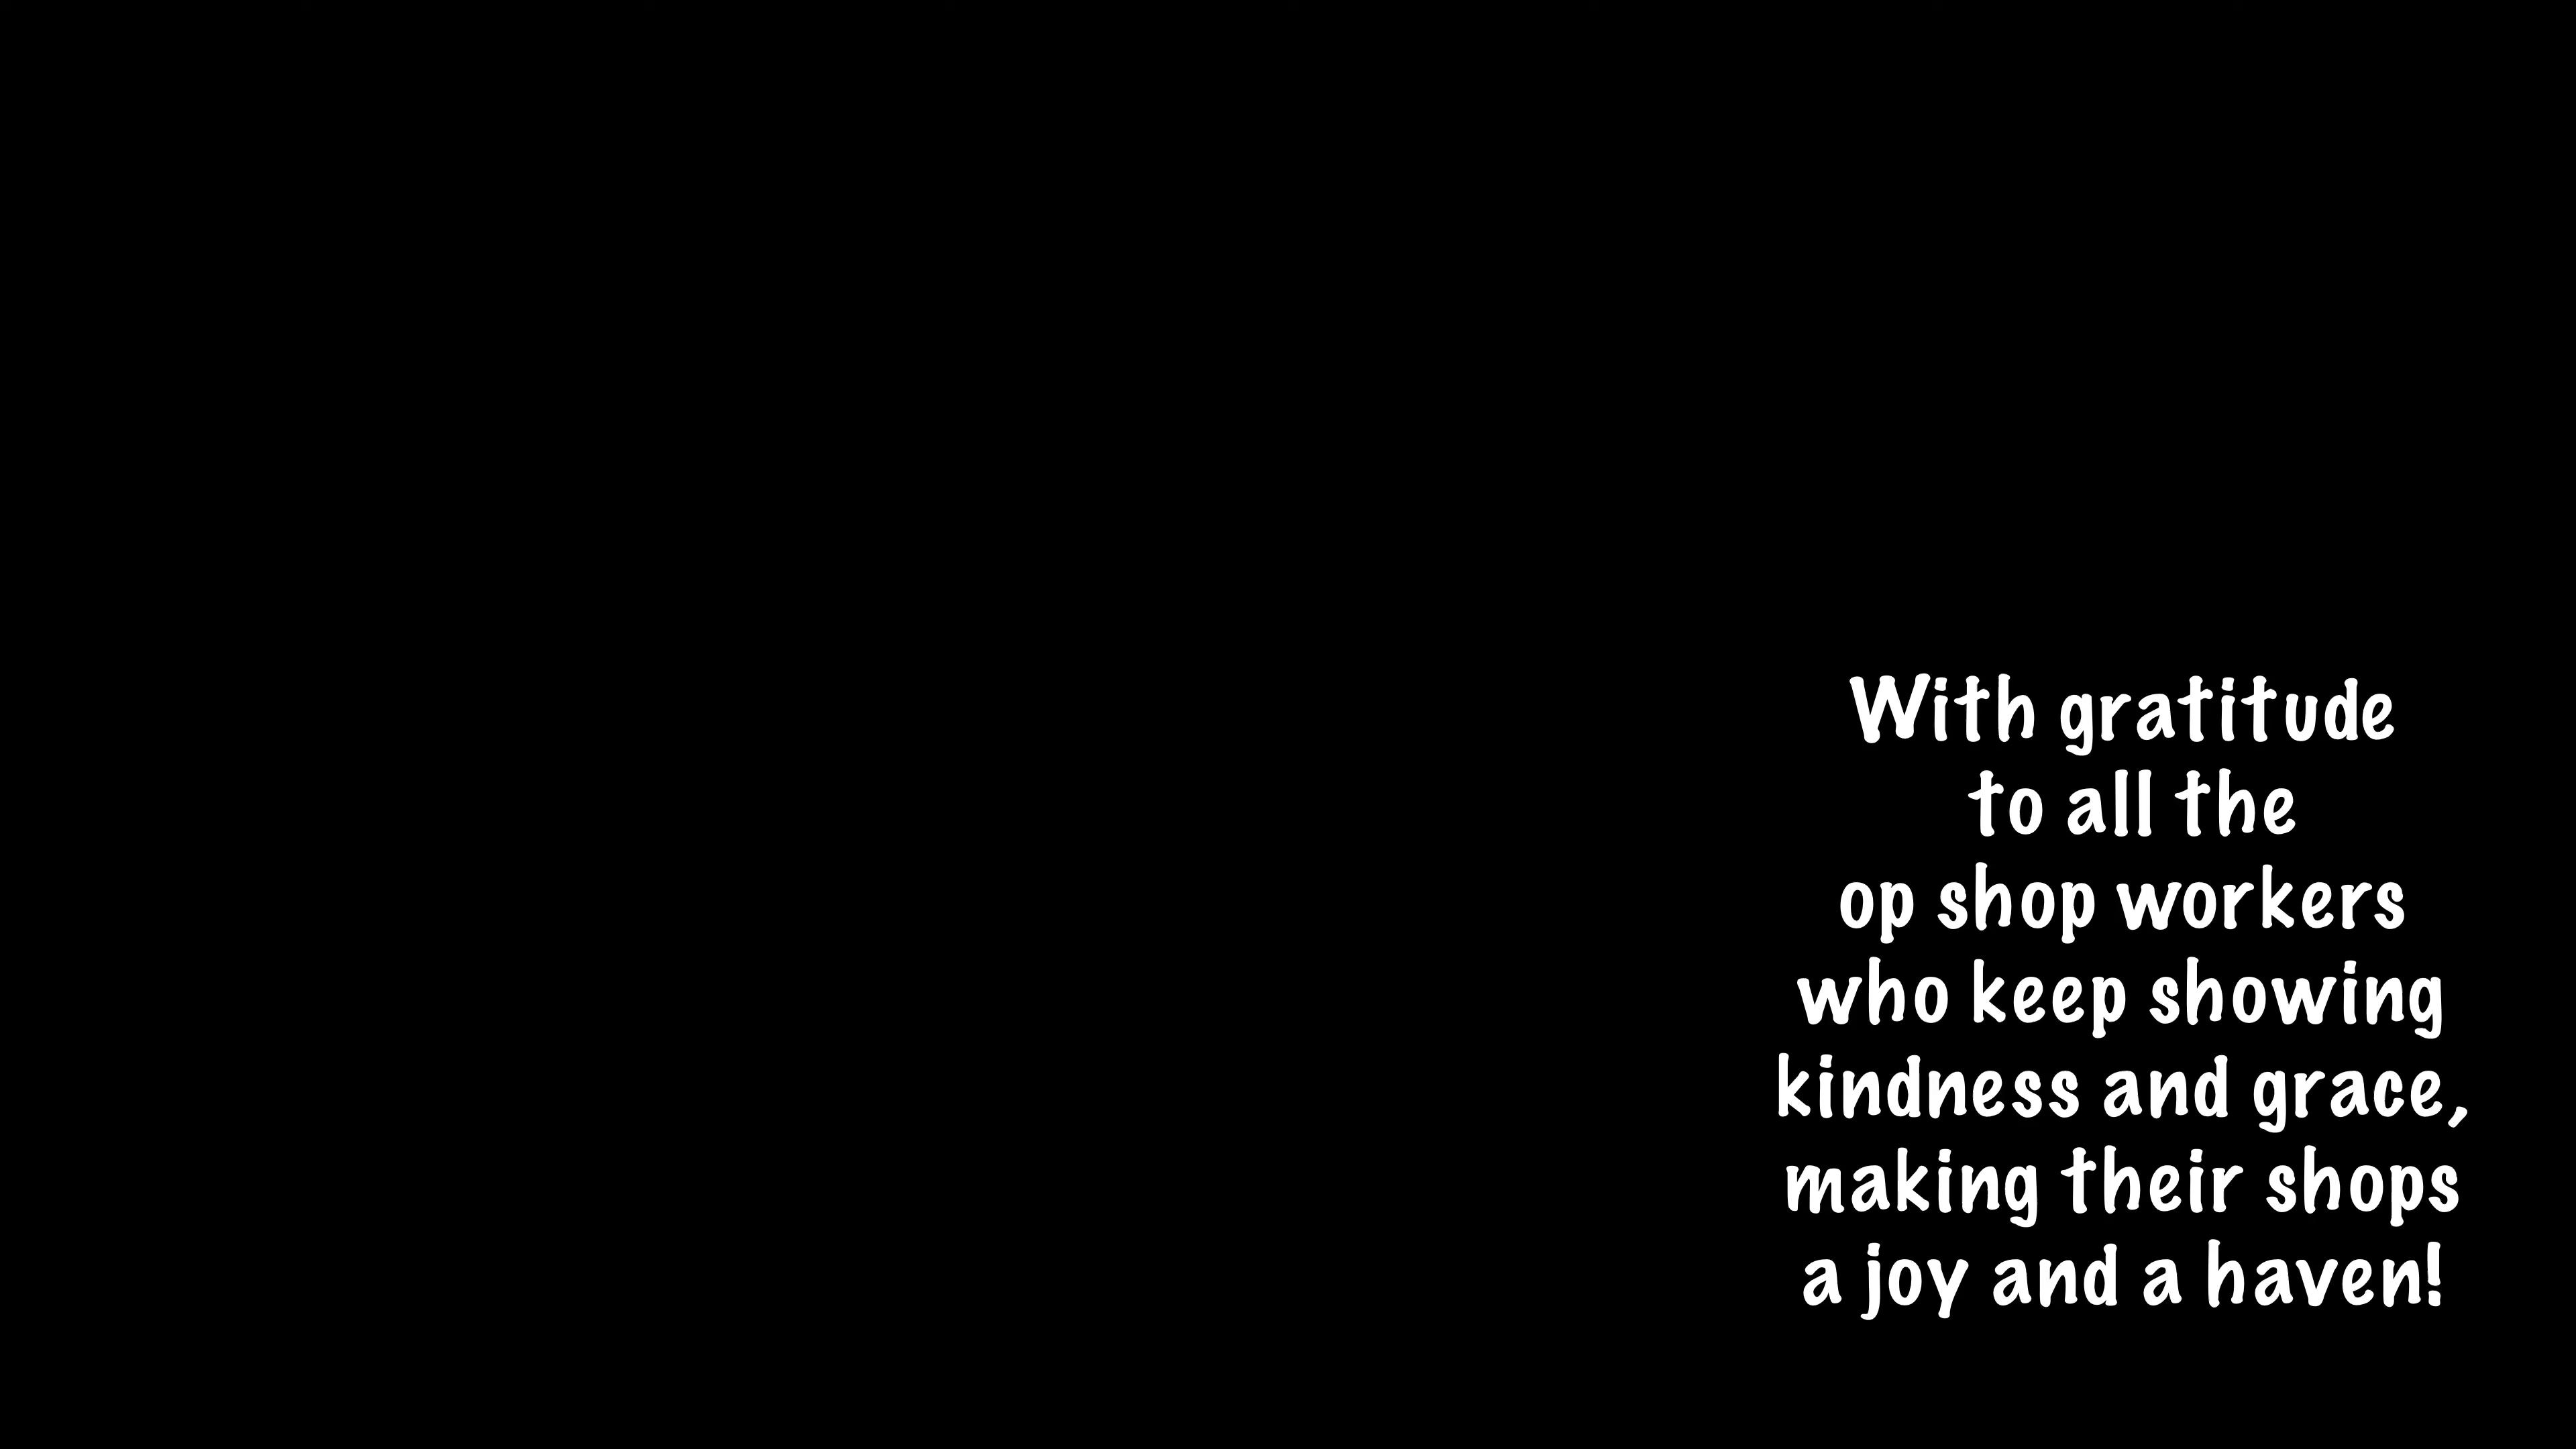 With gratitude
to all the
op shop workers
who keep showing
kindness and grace,
making their shops
a joy and a haven!